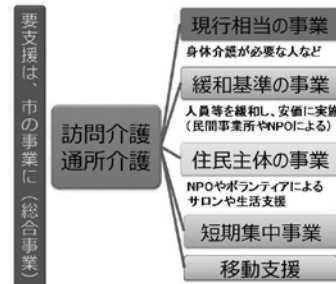 要支援は、市の事業に（総合事業）
訪問介護
通所介護
現行相当の事業
身体介護が必要な人など
緩和基準の事業
人員等を緩和し、安価に実施
（民間事業所やNPOによる）
住民主体の事業
NPOやボランティアによる
サロンや生活支援
短期集中事業
移動支援